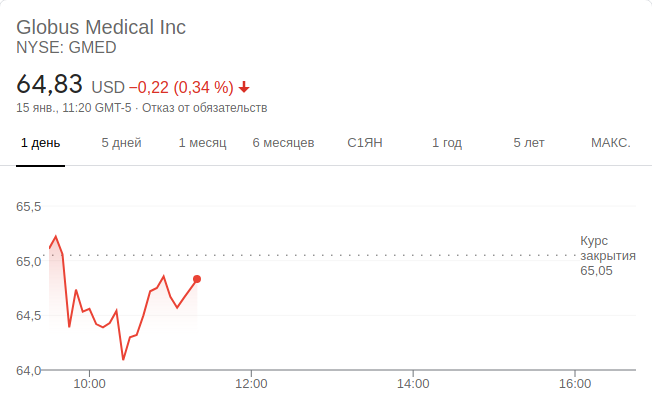 Globus Medical Inc
NYSE: GMED
64,83 USD −0,22 (0,34 %)
15 янв., 11:20 GMT-5 · Отказ от обязательств
1 день 5 дней 1 месяц 6 месяцев С1ЯН 1 год 5 лет МАКС.
65,5
Курс
закрытия
65,05
65,0
64,5
64,0
10:00 12:00 14:00 16:00